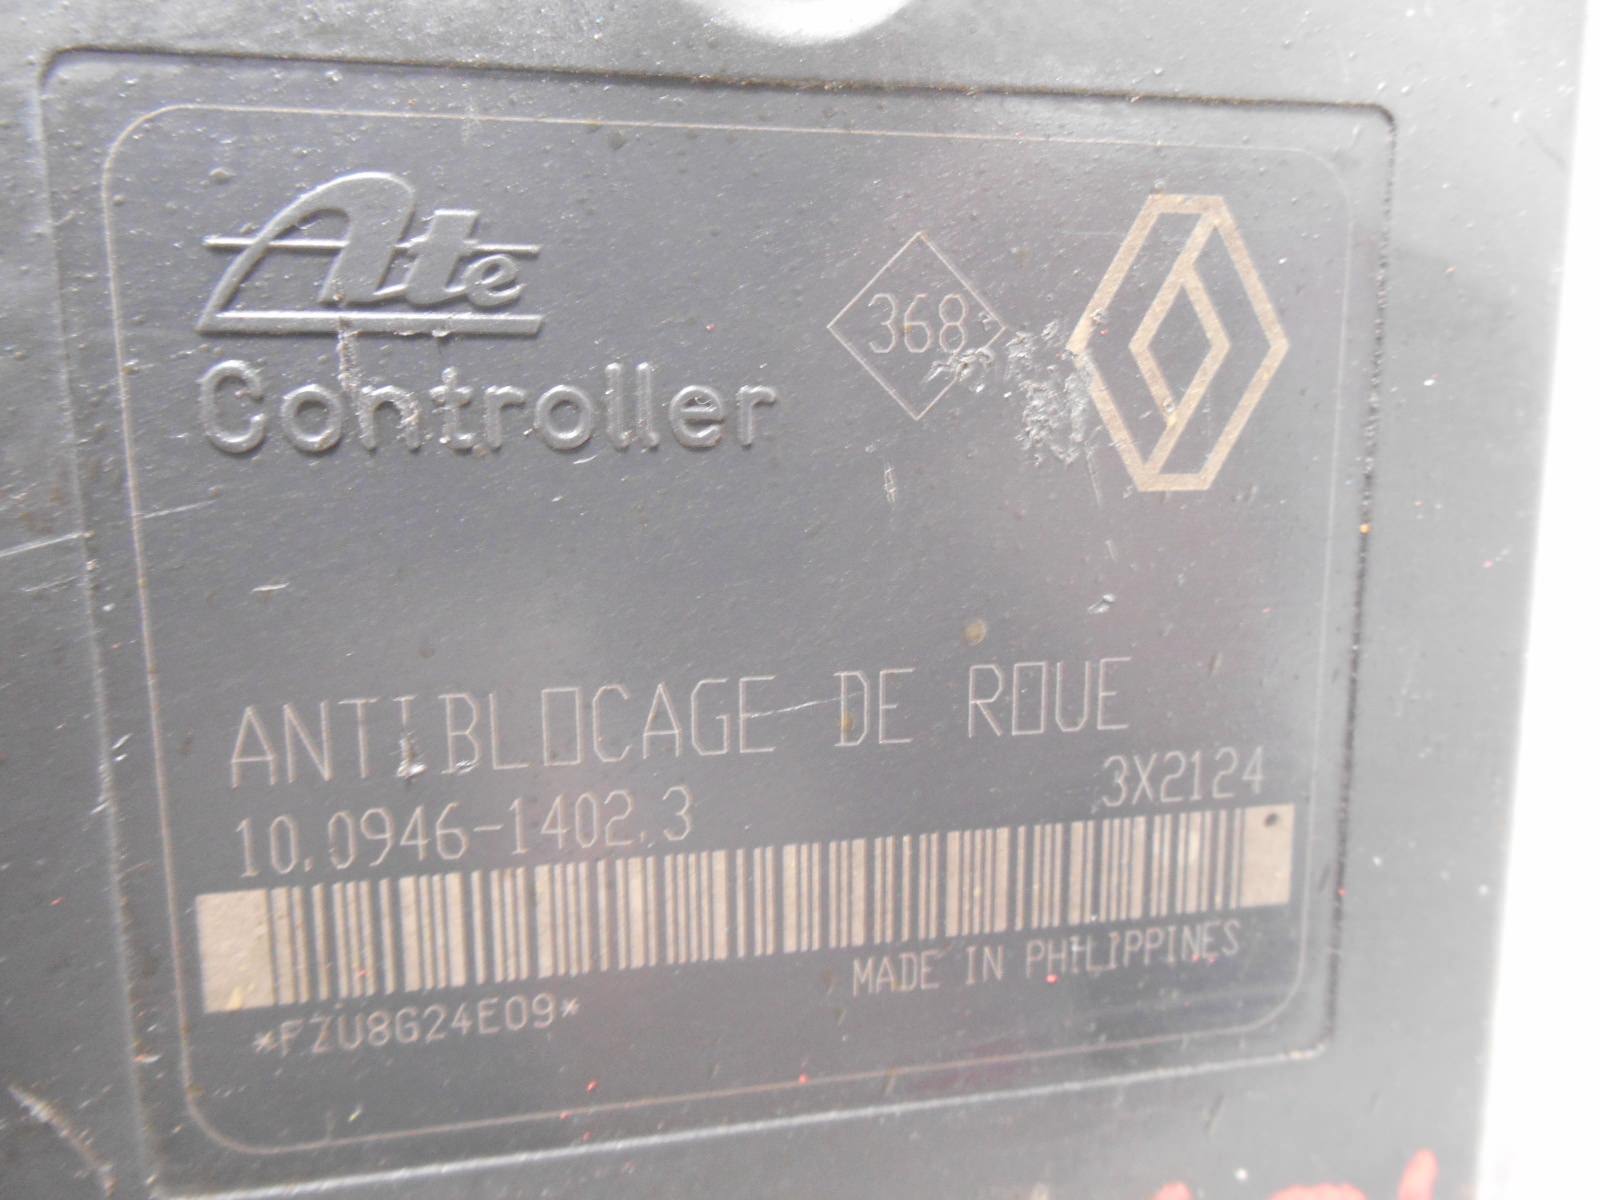 Ate
Controller
368
ANTIBLOCAGE DE ROUE
10.0946-1402.3
3X2124
MADE IN PHILIPPINES
*FZU8G24E09*